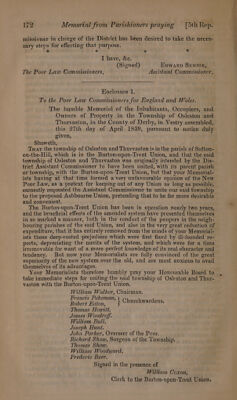 172 Memorial from Parishioners praying [5th Rep.
missioner in charge of the District has been desired to take the neces-
sary steps for effecting that purpose.
* * * * *
I have, &c.
(Signed) EDWARD SENIOR,
The Poor Law Commissioners, Assistant Commissioner.
Enclosure 1.
To the Poor Law Commissioners for England and Wales.
The humble Memorial of the Inhabitants, Occupiers, and
Owners of Property in the Township of Osleston and
Thurvaston, in the County of Derby, in Vestry assembled,
this 27th day of April 1839, pursuant to notice duly
given,
Sheweth,
THAT the township of Osleston and Thurvaston is in the parish of Sutton-
on-the-Hill, which is in the Burton-upon-Trent Union, and that the said
township of Osleston and Thurvaston was originally intended by the Dis-
trict Assistant Commissioner to have been united, with its parent parish
or township, with the Burton-upon-Trent Union, but that your Memorial-
ists having at that time formed a very unfavourable opinion of the New
Poor Law, as a pretext for keeping out of any Union as long as possible,
earnestly requested the Assistant Commissioner to unite our said township
to the proposed Ashbourne Union, pretending that to be far more desirable
and convenient.
The Burton-upon-Trent Union has been in operation nearly two years,
and the beneficial effects of the amended system have presented themselves
in so marked a manner, both in the conduct of the paupers in the neigh-
bouring parishes of the said Union, and also in the very great reduction of
expenditure, that it has entirely removed from the minds of your Memorial-
ists those deep-rooted prejudices which were first there by ill-founded re-
ports, depreciating the merits of the system, and which were for a time
irremovable for want of a more perfect knowledge of its real character and
tendency. But now your Memorialists are fully convinced of the great
superiority of the new system over the old, and are most anxious to avail
themselves of its advantages.
Your Memorialists therefore humbly pray your Honourable Board to
take immediate steps for uniting the said township of Osleston and Thur-
vaston with the Burton-upon-Trent Union.
William Walker, Chairman.
Francis Pakeman, } Churchwardens.
Robert Eaton,
Thomas Harvitt,
James Woodroff.
William Bull.
Joseph Hunt.
John Parker, Overseer of the Poor.
Richard Shaw, Surgeon of the Township.
Thomas Shaw.
William Woodward.
Frederic Beer.
Signed in the presence of
William Coxon,
Clerk to the Burton-upon-Trent Union.